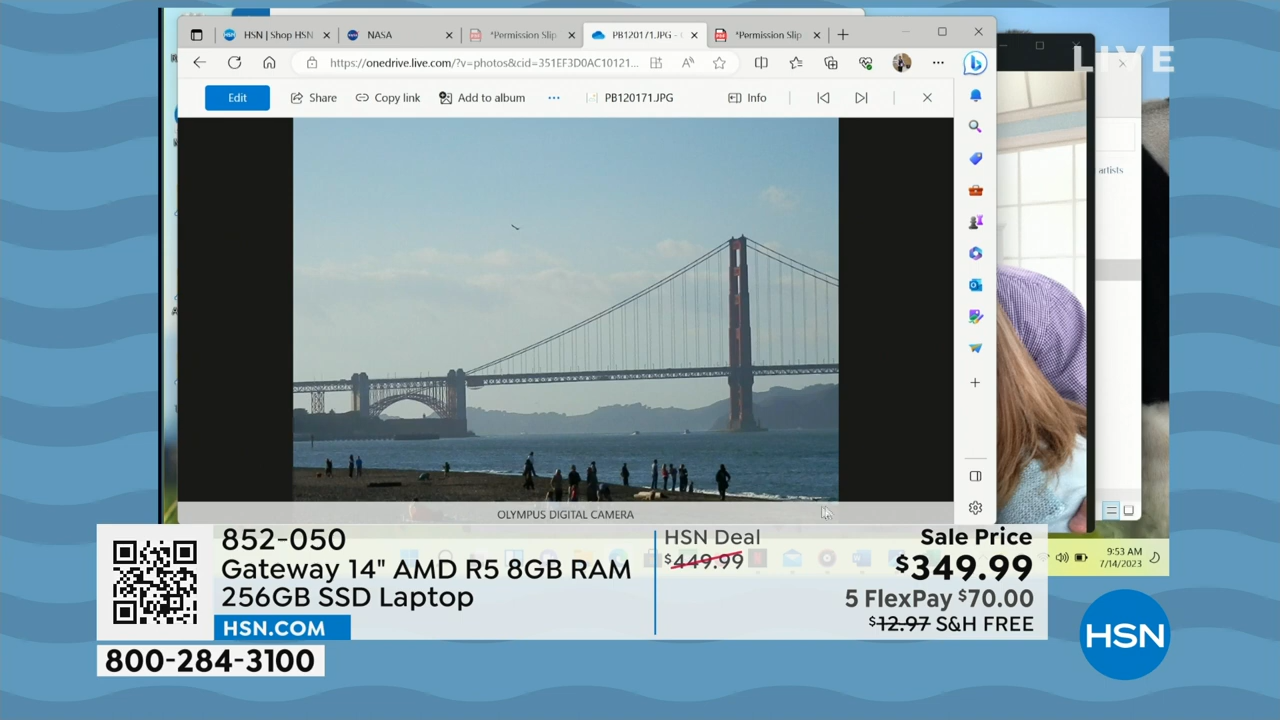 HSN | Shop HSN
NASA
*Permission Slip
PB120171.JPG -
*Permission Slip
https://onedrive.live.com/?v=photos&cid=351EF3D0AC10121...
LIVE
Edit
Share
Copy link
Add to album
PB120171.JPG
Info
artists
OLYMPUS DIGITAL CAMERA
9:53 AM
7/14/2023
852-050
Gateway 14" AMD R5 8GB RAM
256GB SSD Laptop
HSN.COM
800-284-3100
HSN Deal
$449.99
Sale Price
$349.99
5 FlexPay $70.00
$12.97 S&H FREE
HSN